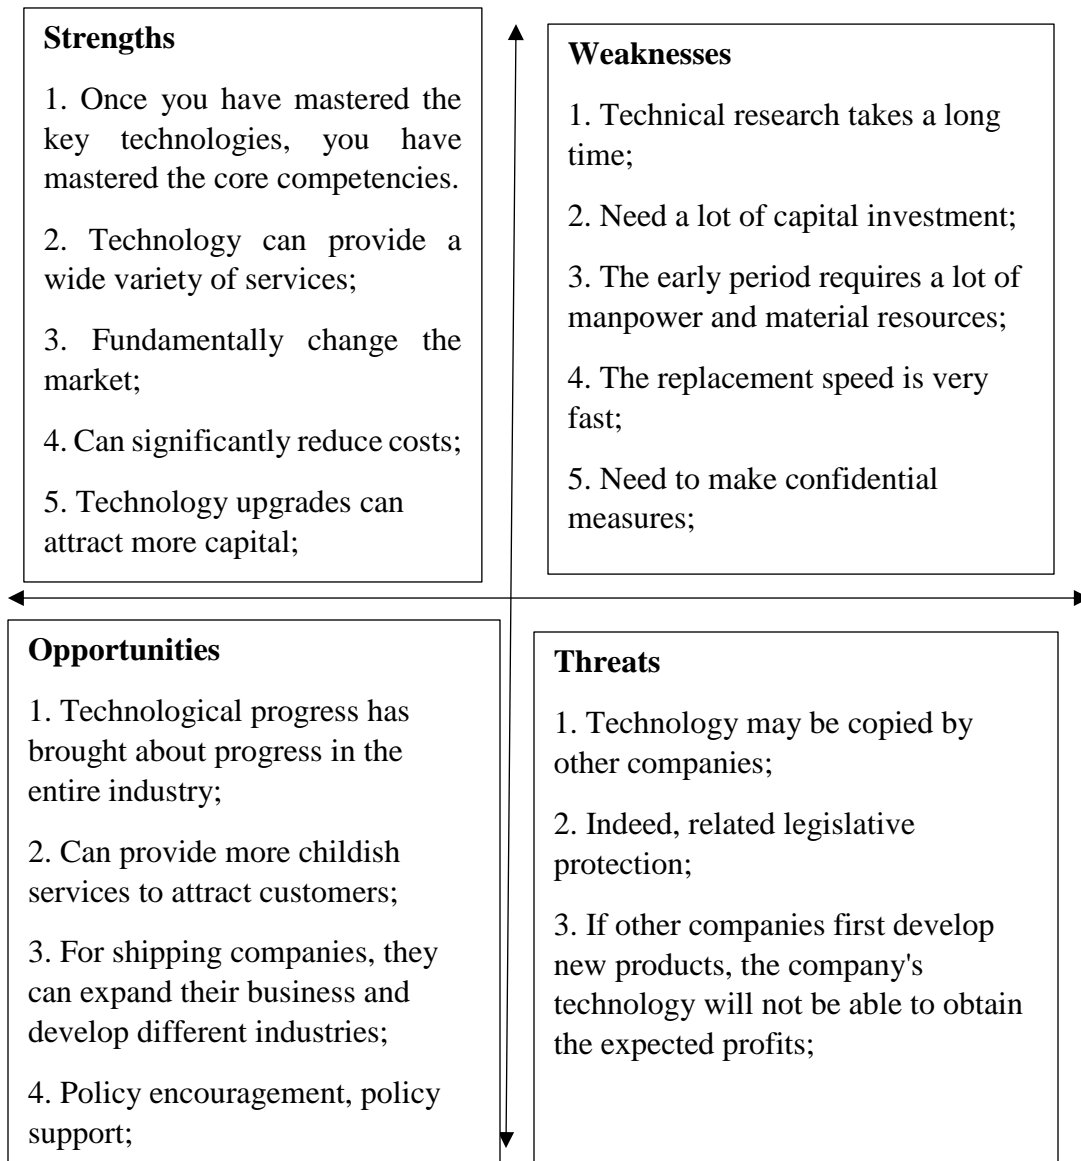 Strengths
1. Once you have mastered the
key technologies, you have
mastered the core competencies.
2. Technology can provide a
wide variety of services;
3. Fundamentally change the
market;
4. Can significantly reduce costs;
5. Technology upgrades can
attract more capital;
Weaknesses
1. Technical research takes a long
time;
2. Need a lot of capital investment;
3. The early period requires a lot of
manpower and material resources;
4. The replacement speed is very
fast;
5. Need to make confidential
measures;
Opportunities
1. Technological progress has
brought about progress in the
entire industry;
2. Can provide more childish
services to attract customers;
3. For shipping companies, they
can expand their business and
develop different industries;
4. Policy encouragement, policy
support;
Threats
1. Technology may be copied by
other companies;
2. Indeed, related legislative
protection;
3. If other companies first develop
new products, the company's
technology will not be able to obtain
the expected profits;